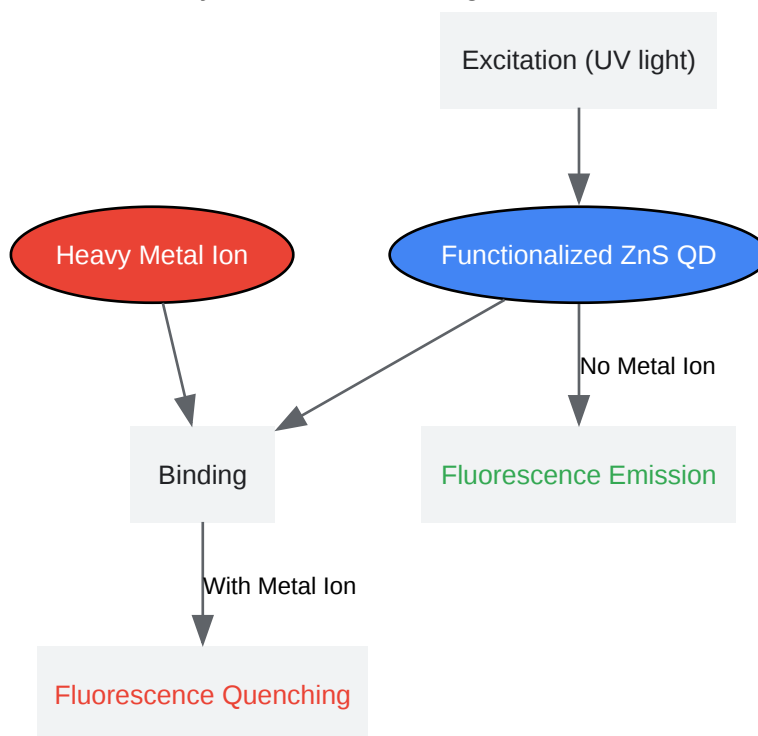 Excitation (UV light)
Heavy Metal Ion
Functionalized ZnS QD
No Metal Ion
Binding
Fluorescence Emission
With Metal Ion
Fluorescence Quenching